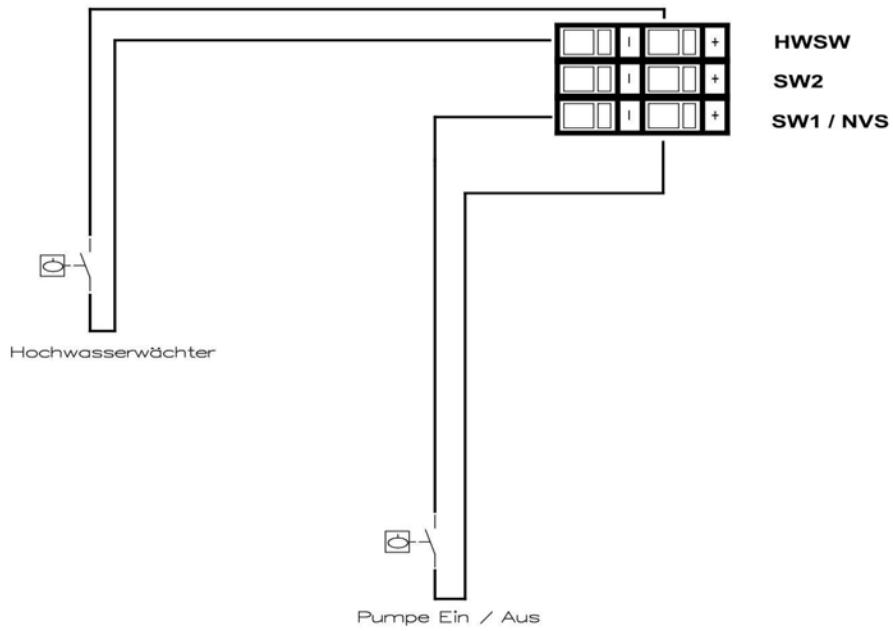 HWSW
SW2
SW1 / NVS
Hochwasserwächter
Pumpe Ein / Aus